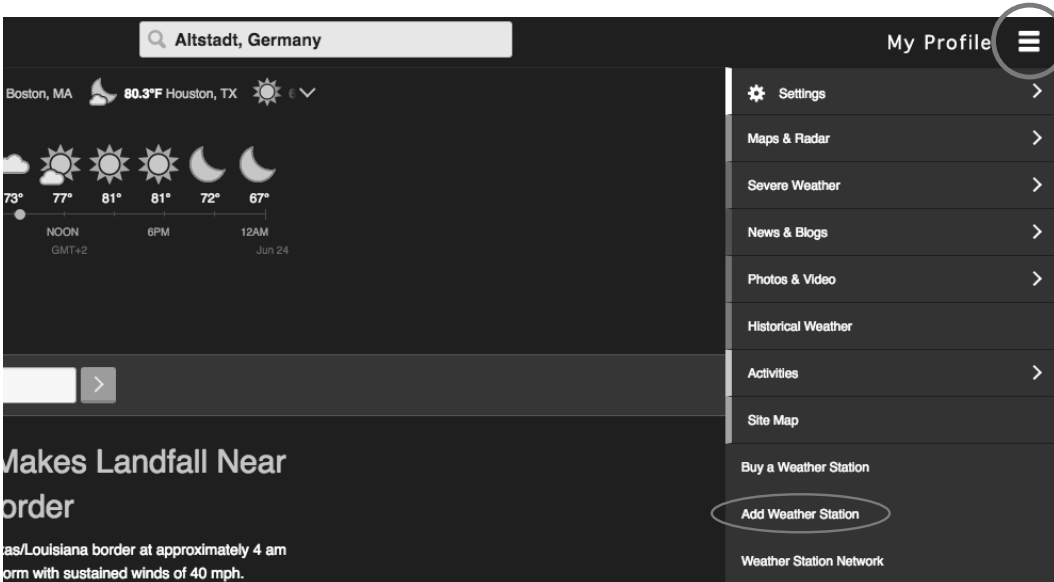 Altstadt, Germany
My Profile
Boston, MA 80.3°F Houston, TX 6
73° 77° 81° 81° 72° 67°
NOON 6PM 12AM
GMT+2 Jun 24
Makes Landfall Near
order
xas/Louisiana border at approximately 4 am
orm with sustained winds of 40 mph.
Settings
Maps & Radar
Severe Weather
News & Blogs
Photos & Video
Historical Weather
Activities
Site Map
Buy a Weather Station
Add Weather Station
Weather Station Network